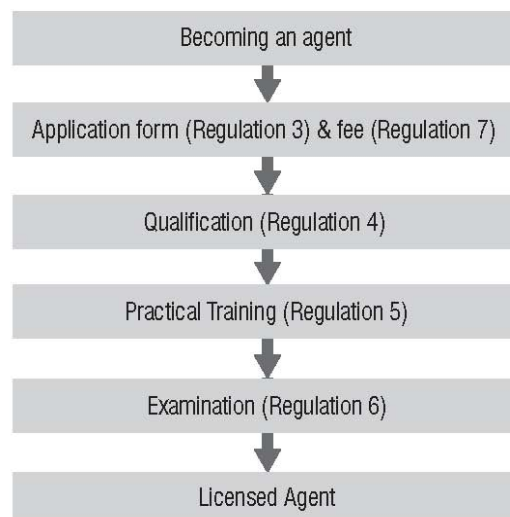 Becoming an agent
Application form (Regulation 3) & fee (Regulation 7)
Qualification (Regulation 4)
Practical Training (Regulation 5)
Examination (Regulation 6)
Licensed Agent